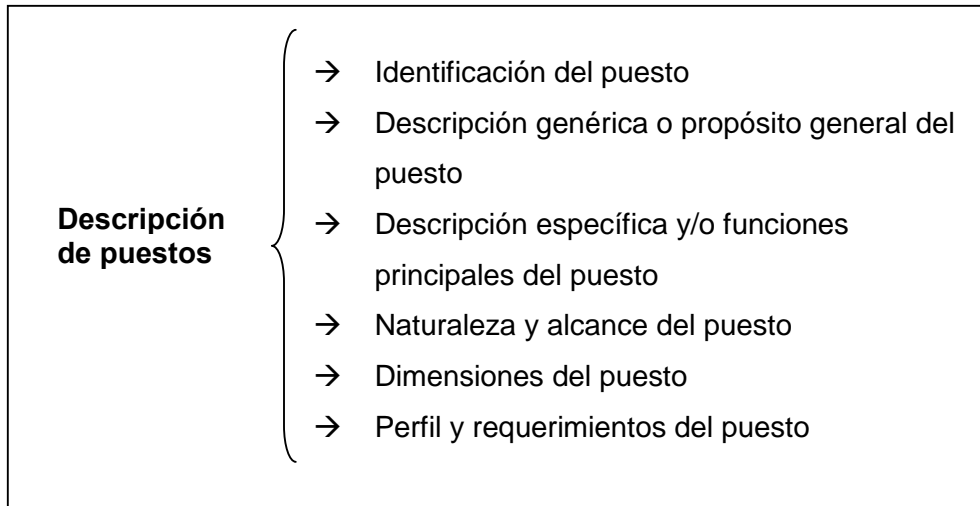 Descripción
de puestos
→ Identificación del puesto
→ Descripción genérica o propósito general del
puesto
→ Descripción específica y/o funciones
principales del puesto
→ Naturaleza y alcance del puesto
→ Dimensiones del puesto
→ Perfil y requerimientos del puesto